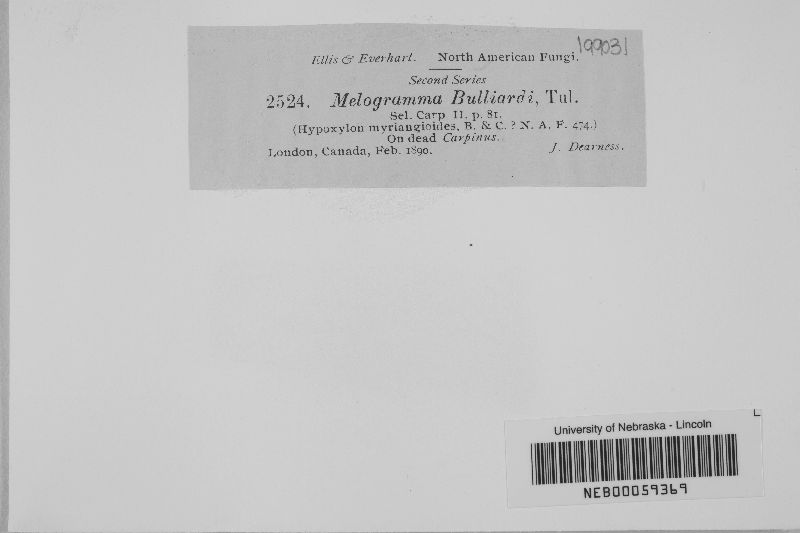 199031
Ellis & Everhart. North American Fungi.
Second Series
2524. Melogramma Bulliardi, Tul.
Sel. Carp II. p. 81.
(Hypoxylon myriangioides, B. & C. ? N. A. F. 474.)
On dead Carpinus.
London, Canada, Feb. 1890. J. Dearness.
University of Nebraska - Lincoln
NEB00059369